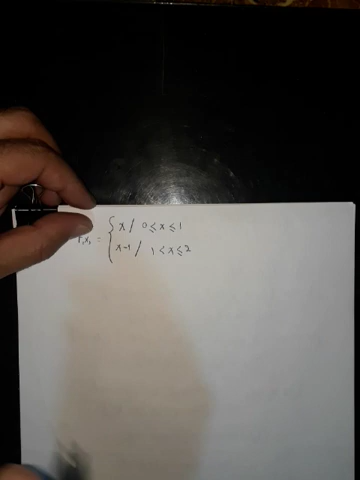 f(x) = { x / 0 ≤ x ≤ 1
x-1 / 1 < x ≤ 2